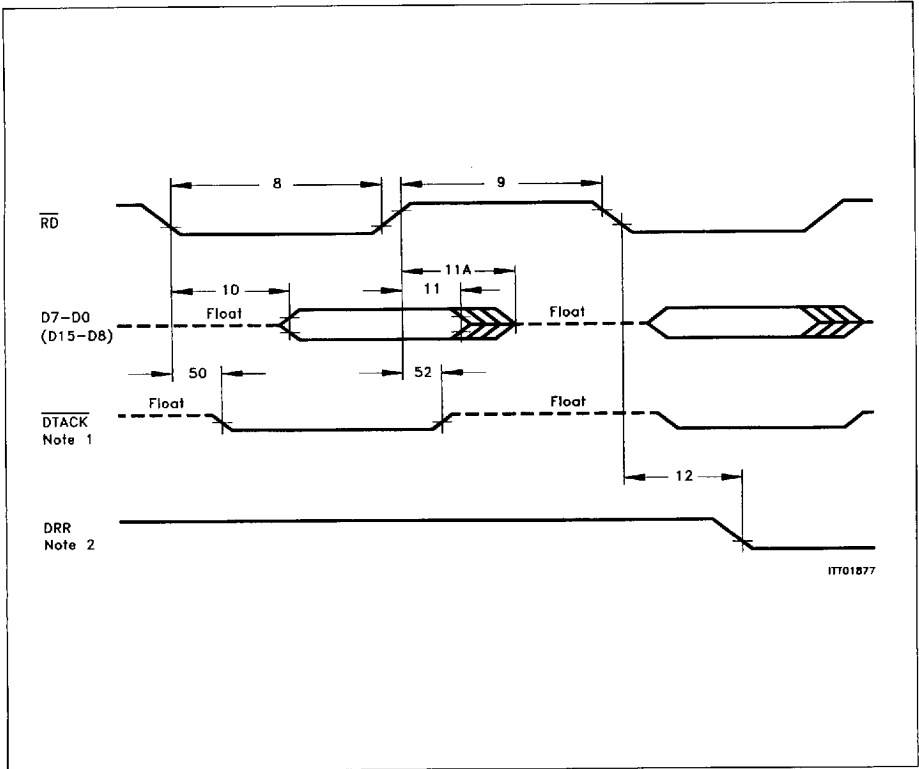 8
9
RD
11A
10
11
D7-D0
Float
Float
(D15-D8)
50
52
Float
Float
DTACK
Note 1
12
DRR
Note 2
ITT01877